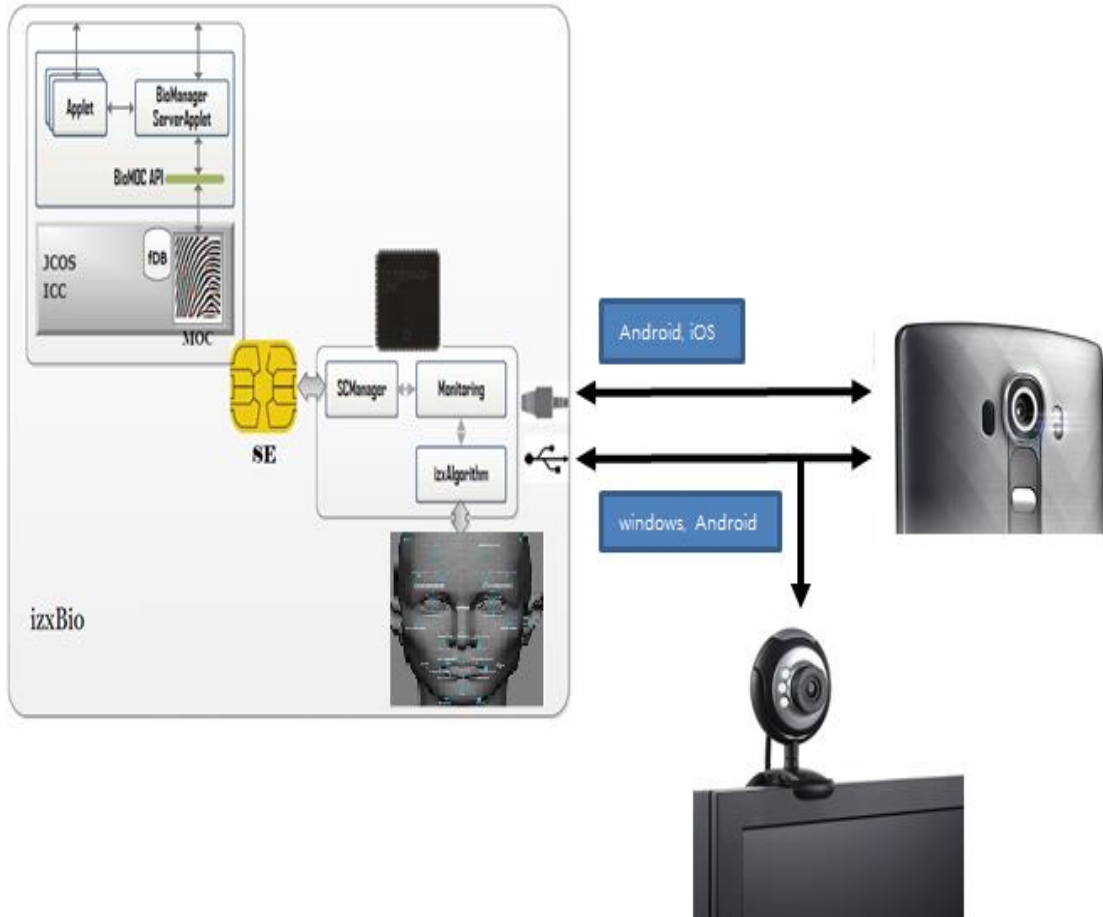 Applet
BioManager
ServerApplet
BioMOC API
JCOS
ICC
fDB
MOC
SE
SCManager
Monitoring
izxAlgorithm
izxBio
Android, iOS
windows, Android